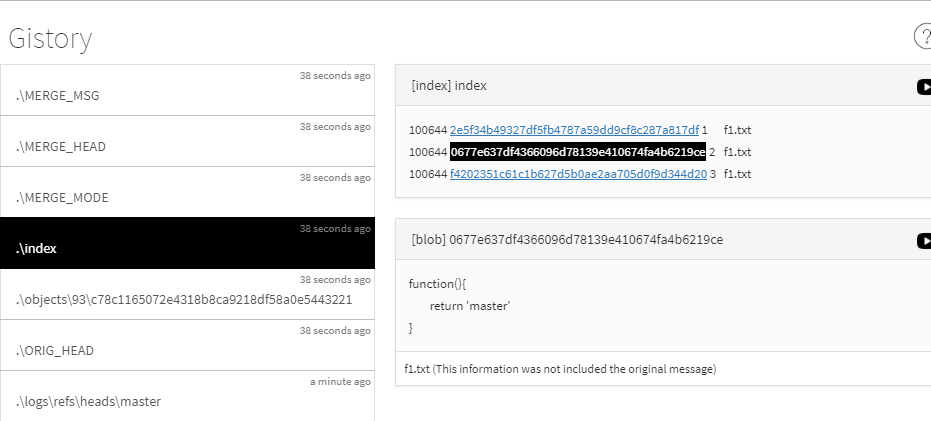 Gistory
?
38 seconds ago
.\MERGE_MSG
38 seconds ago
.\MERGE_HEAD
38 seconds ago
.\MERGE_MODE
38 seconds ago
.\index
38 seconds ago
.\objects\93\c78c1165072e4318b8ca9218df58a0e5443221
38 seconds ago
.\ORIG_HEAD
a minute ago
.\logs\refs\heads\master
[index] index
100644 2e5f34b49327df5fb4787a59dd9cf8c287a817df 1 f1.txt
100644 0677e637df4366096d78139e410674fa4b6219ce 2 f1.txt
100644 f4202351c61c1b627d5b0ae2aa705d0f9d344d20 3 f1.txt
[blob] 0677e637df4366096d78139e410674fa4b6219ce
function(){
return 'master'
}
f1.txt (This information was not included the original message)